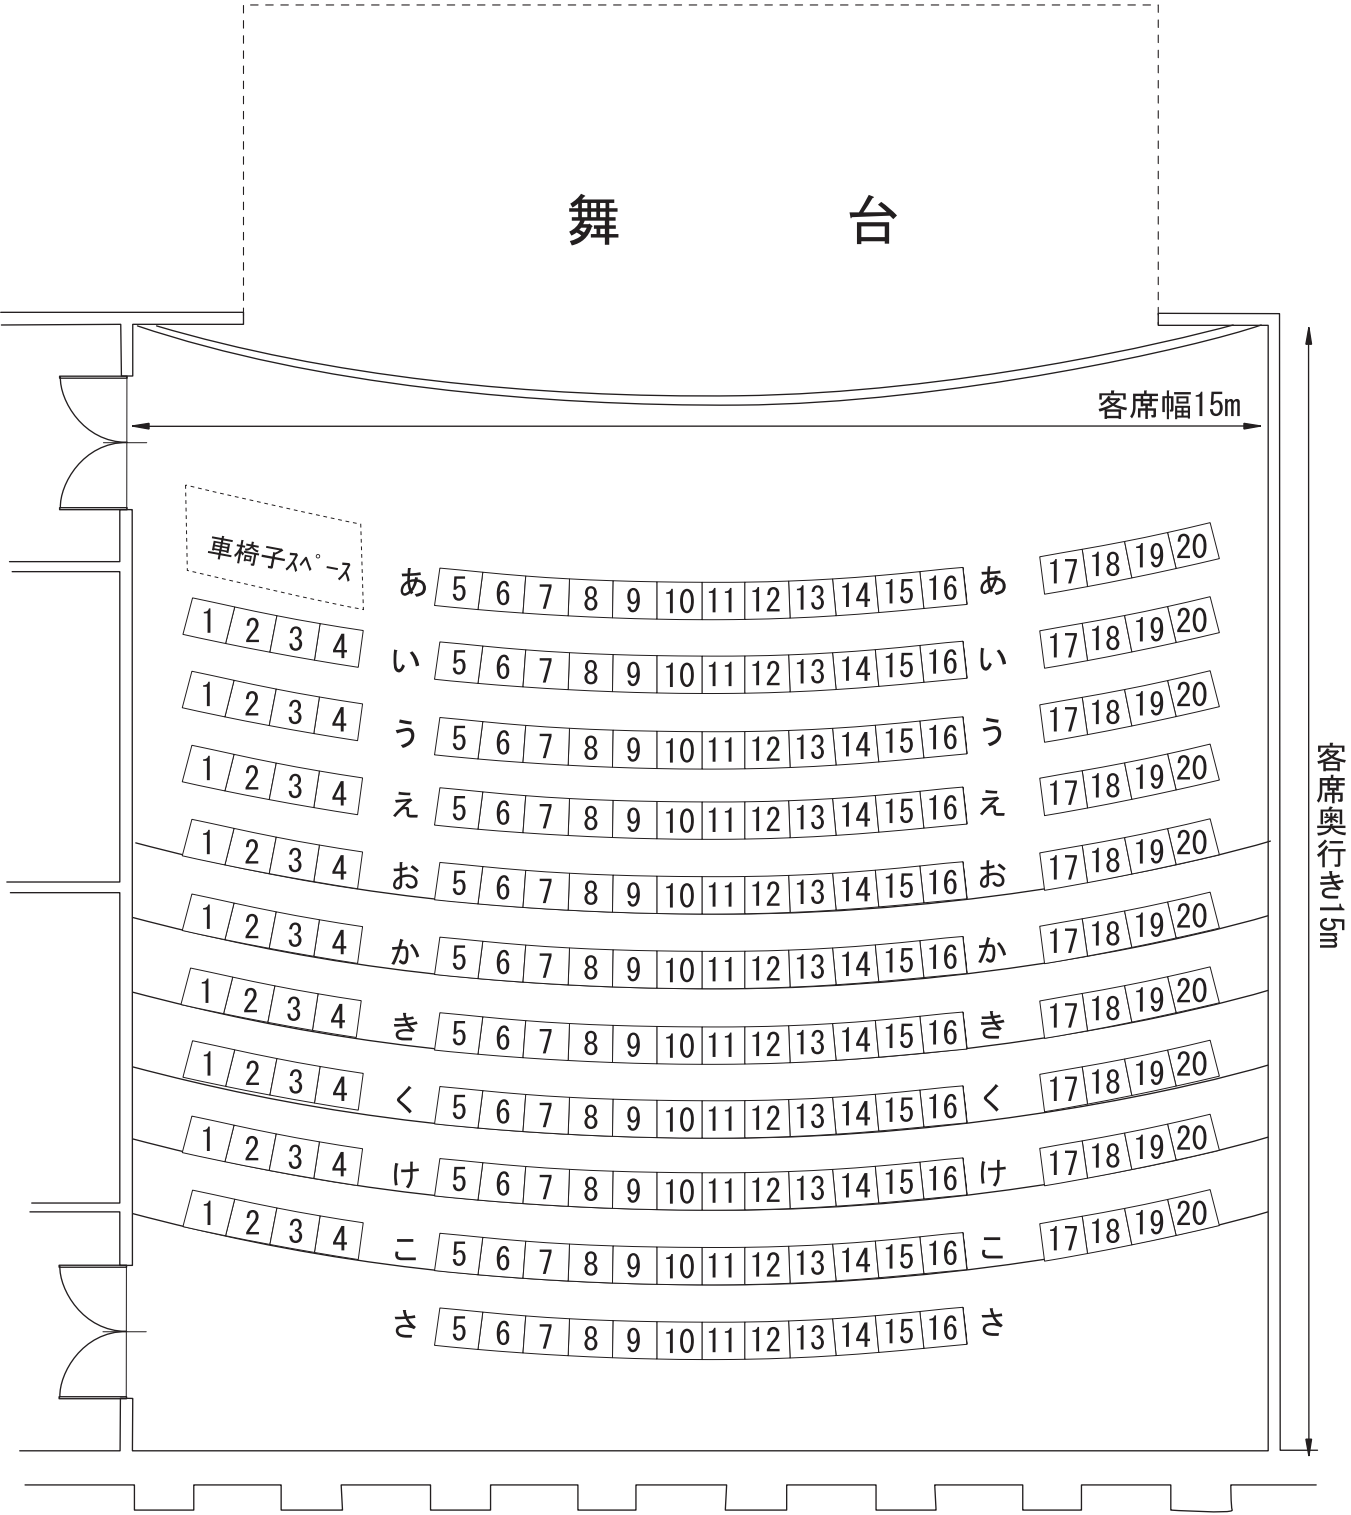 舞台
客席幅15m
客席奥行き15m
車椅子スペース
あ 5 6 7 8 9 10 11 12 13 14 15 16 あ 17 18 19 20
1 2 3 4 い 5 6 7 8 9 10 11 12 13 14 15 16 い 17 18 19 20
1 2 3 4 う 5 6 7 8 9 10 11 12 13 14 15 16 う 17 18 19 20
1 2 3 4 え 5 6 7 8 9 10 11 12 13 14 15 16 え 17 18 19 20
1 2 3 4 お 5 6 7 8 9 10 11 12 13 14 15 16 お 17 18 19 20
1 2 3 4 か 5 6 7 8 9 10 11 12 13 14 15 16 か 17 18 19 20
1 2 3 4 き 5 6 7 8 9 10 11 12 13 14 15 16 き 17 18 19 20
1 2 3 4 く 5 6 7 8 9 10 11 12 13 14 15 16 く 17 18 19 20
1 2 3 4 け 5 6 7 8 9 10 11 12 13 14 15 16 け 17 18 19 20
1 2 3 4 こ 5 6 7 8 9 10 11 12 13 14 15 16 こ 17 18 19 20
さ 5 6 7 8 9 10 11 12 13 14 15 16 さ